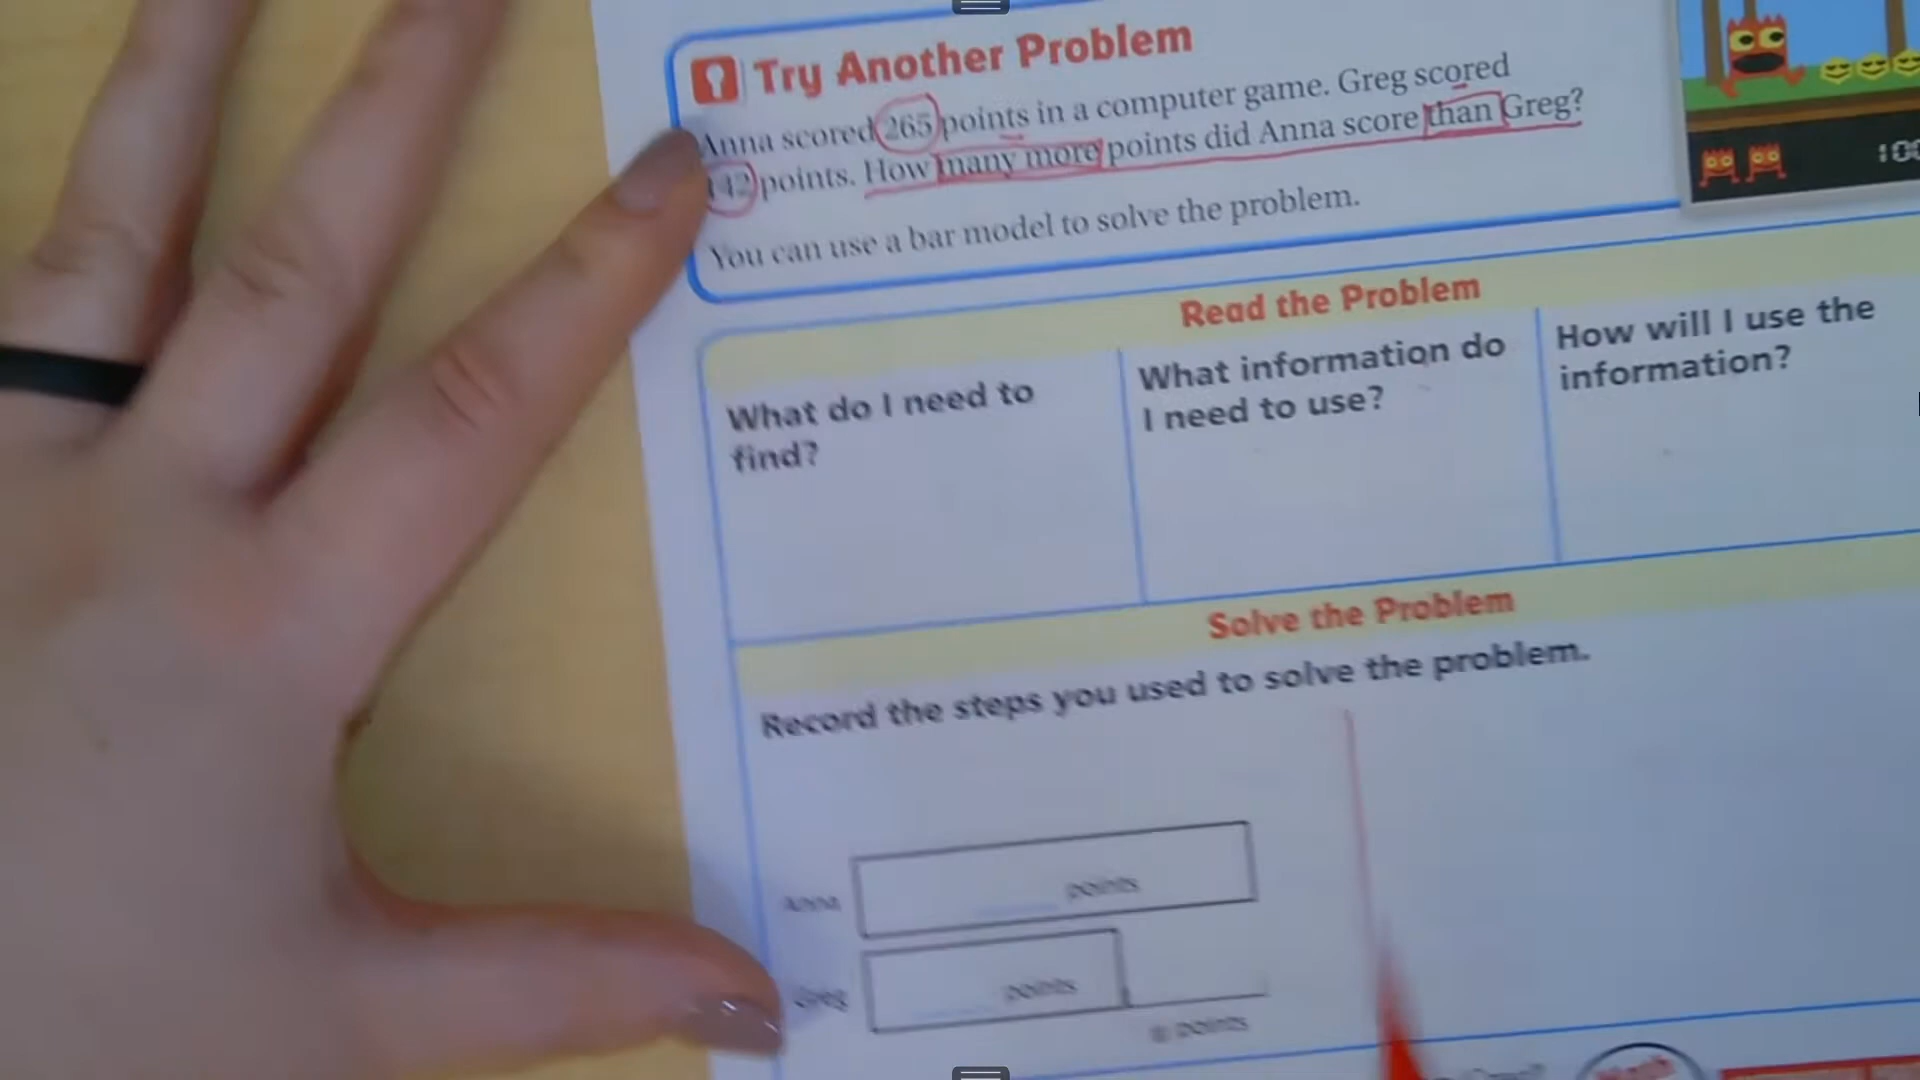 Try Another Problem
Anna scored 265 points in a computer game. Greg scored
142 points. How many more points did Anna score than Greg?
You can use a bar model to solve the problem.
100
Read the Problem
What do I need to
find?
What information do
I need to use?
How will I use the
information?
Solve the Problem
Record the steps you used to solve the problem.
Anna
points
Greg
points
points
Math